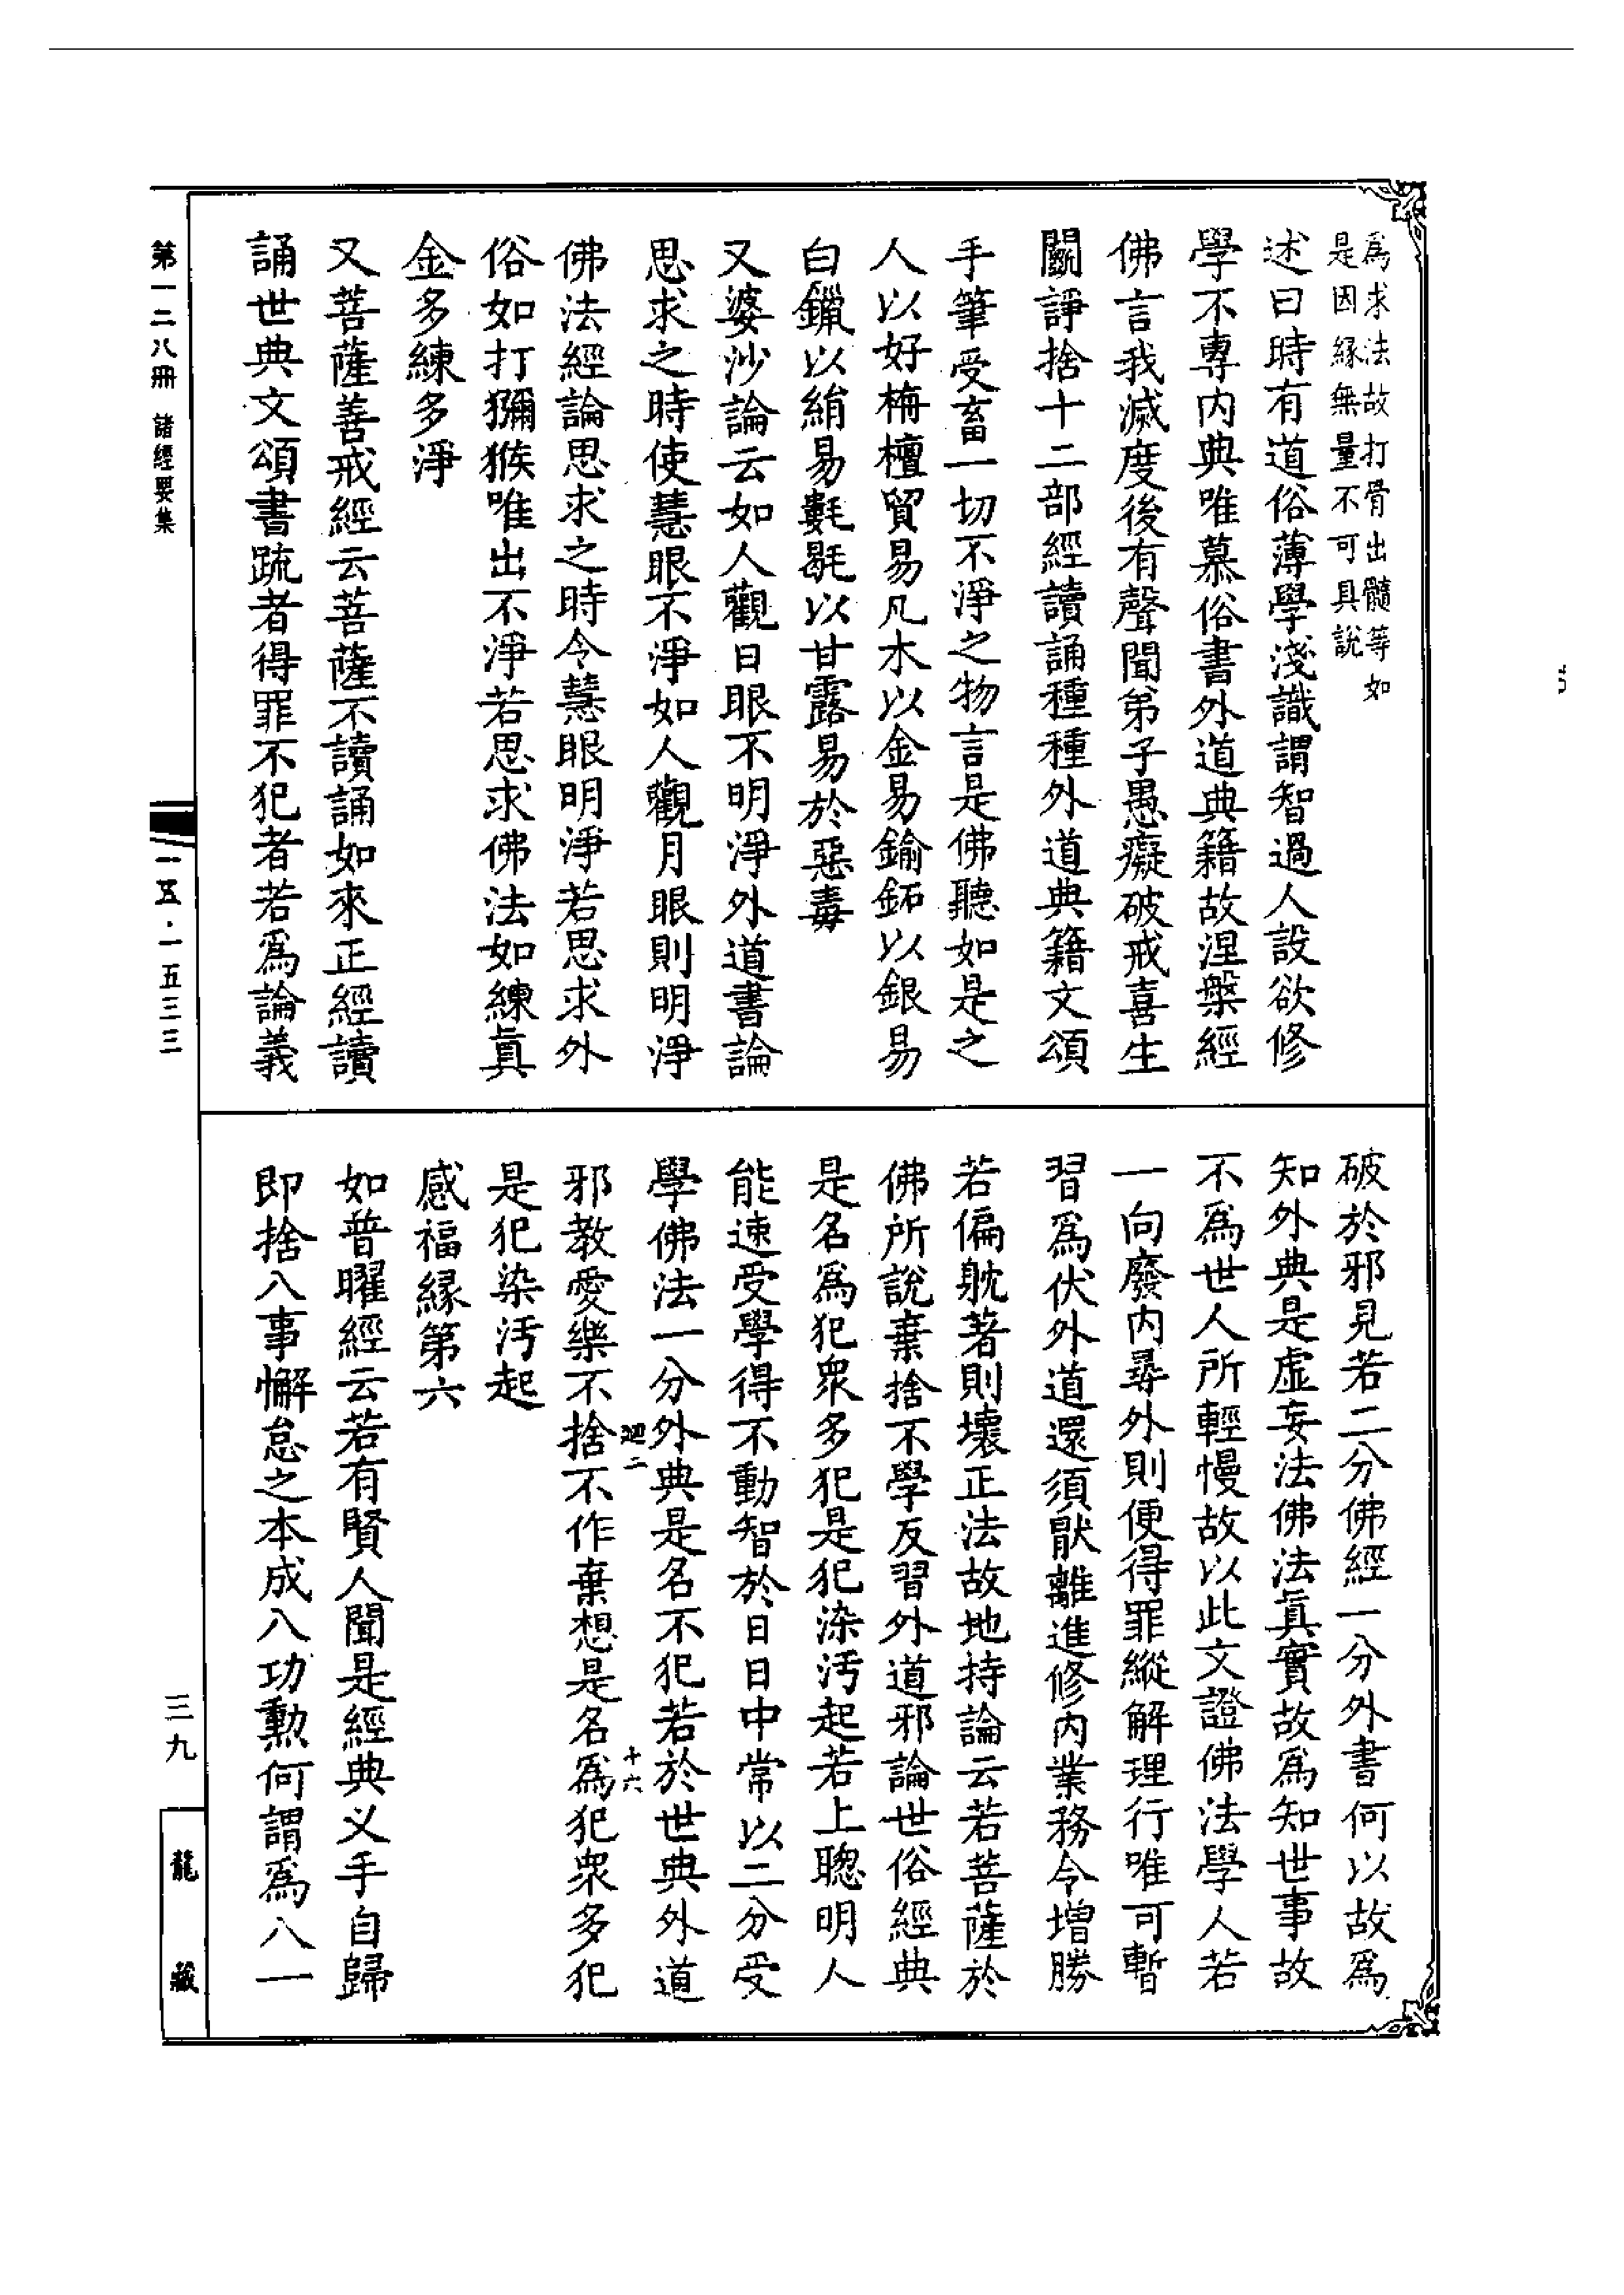 為求法故打骨出髓等如
是因緣無量不可具說
述曰時有道俗薄學淺識謂智過人設欲修
學不專內典唯慕俗書外道典籍故涅槃經
佛言我滅度後有聲聞弟子愚癡破戒喜生
鬬諍捨十二部經讀誦種種外道典籍文頌
手筆受畜一切不淨之物言是佛聽如是之
人以好栴檀貿易凡木以金易鍮鉐以銀易
白鑞以絹易氀毼以甘露易於惡毒
又婆沙論云如人觀日眼不明淨外道書論
思求之時使慧眼不淨如人觀月眼則明淨
佛法經論思求之時令慧眼明淨若思求外
俗如打獼猴唯出不淨若思求佛法如練真
金多練多淨
又菩薩善戒經云菩薩不讀誦如來正經讀
誦世典文頌書疏者得罪不犯者若為論義
破於邪見若二分佛經一分外書何以故為
知外典是虛妄法佛法真實故為知世事故
不為世人所輕慢故以此文證佛法學人若
一向廢內尋外則便得罪縱解理行唯可暫
習為伏外道還須厭離進修內業務令增勝
若偏躭著則壞正法故地持論云若菩薩於
佛所說棄捨不學反習外道邪論世俗經典
是名為犯眾多犯是犯染污起若上聰明人
能速受學得不動智於日日中常以二分受
學佛法一分外典是名不犯若於世典外道
邪教愛樂不捨不作棄想是名為犯眾多犯
是犯染污起
感福緣第六
如普曜經云若有賢人聞是經典叉手自歸
即捨八事懈怠之本成八功勳何謂為八一
第一二八冊 諸經要集
一五·一五三三
三九
龍藏
十六